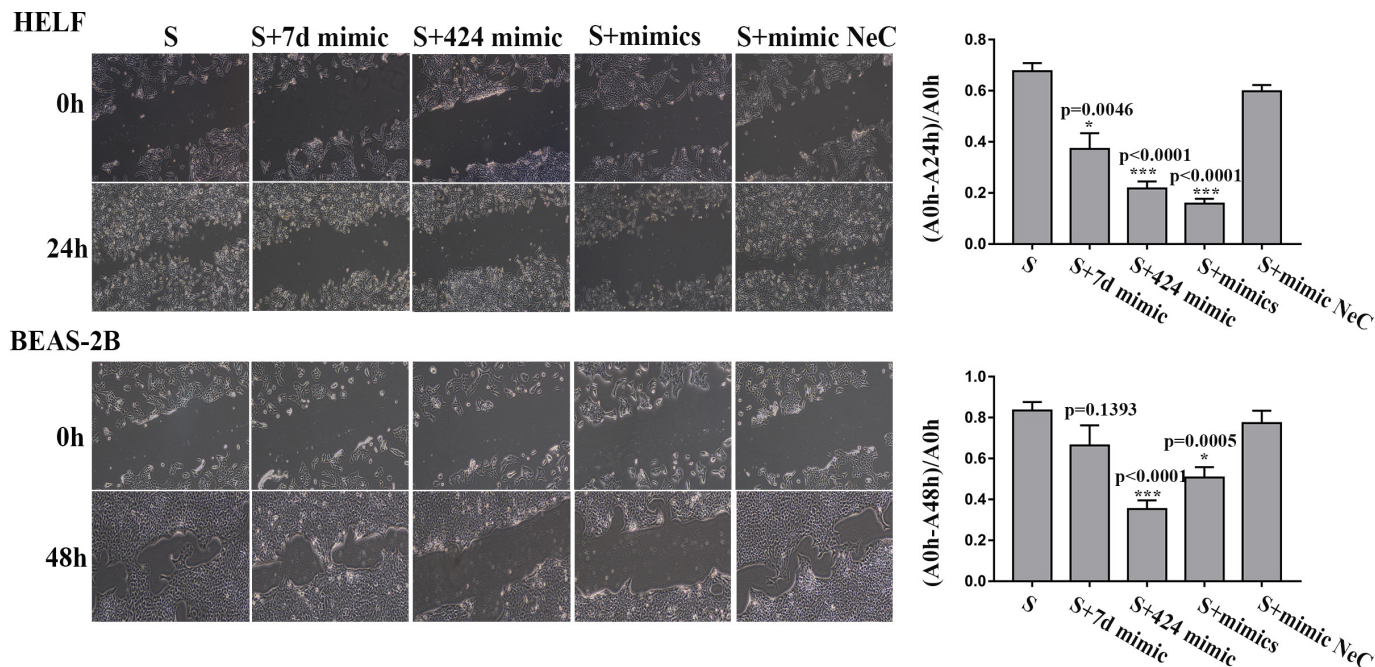 HELF
S
S+7d mimic
S+424 mimic
S+mimics
S+mimic NeC
0h
24h
(A0h-A24h)/A0h
0.8
0.6
0.4
0.2
0.0
p=0.0046
*
p<0.0001
***
p<0.0001
***
S
S+7d mimic
S+424 mimic
S+mimics
S+mimic NeC
BEAS-2B
0h
48h
(A0h-A48h)/A0h
1.0
0.8
0.6
0.4
0.2
0.0
p=0.1393
p<0.0001
***
p=0.0005
*
S
S+7d mimic
S+424 mimic
S+mimics
S+mimic NeC